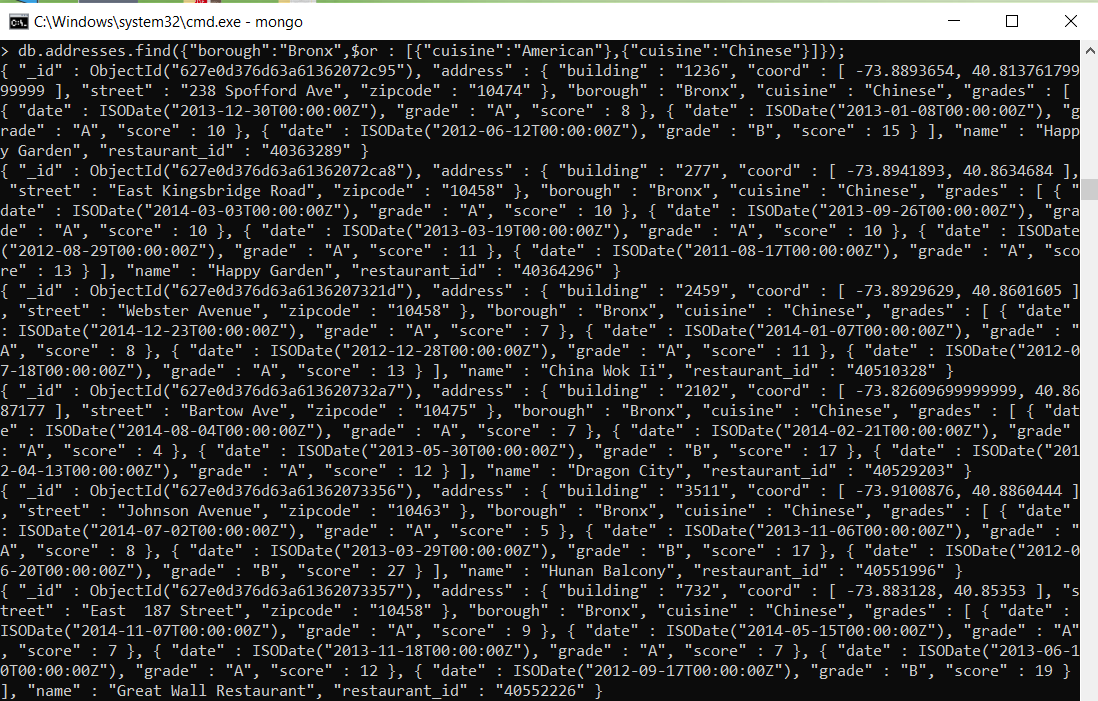 C:\Windows\system32\cmd.exe - mongo
> db.addresses.find({"borough":"Bronx",$or : [{"cuisine":"American"},{"cuisine":"Chinese"}]});
{ "_id" : ObjectId("627e0d376d63a61362072c95"), "address" : { "building" : "1236", "coord" : [ -73.8893654, 40.813761799
99999 ], "street" : "238 Spofford Ave", "zipcode" : "10474" }, "borough" : "Bronx", "cuisine" : "Chinese", "grades" : [
{ "date" : ISODate("2013-12-30T00:00:00Z"), "grade" : "A", "score" : 8 }, { "date" : ISODate("2013-01-08T00:00:00Z"), "g
rade" : "A", "score" : 10 }, { "date" : ISODate("2012-06-12T00:00:00Z"), "grade" : "B", "score" : 15 } ], "name" : "Happ
y Garden", "restaurant_id" : "40363289" }
{ "_id" : ObjectId("627e0d376d63a61362072ca8"), "address" : { "building" : "277", "coord" : [ -73.8941893, 40.8634684 ],
"street" : "East Kingsbridge Road", "zipcode" : "10458" }, "borough" : "Bronx", "cuisine" : "Chinese", "grades" : [ { "
date" : ISODate("2014-03-03T00:00:00Z"), "grade" : "A", "score" : 10 }, { "date" : ISODate("2013-09-26T00:00:00Z"), "gra
de" : "A", "score" : 10 }, { "date" : ISODate("2013-03-19T00:00:00Z"), "grade" : "A", "score" : 10 }, { "date" : ISODate
("2012-08-29T00:00:00Z"), "grade" : "A", "score" : 11 }, { "date" : ISODate("2011-08-17T00:00:00Z"), "grade" : "A", "sco
re" : 13 } ], "name" : "Happy Garden", "restaurant_id" : "40364296" }
{ "_id" : ObjectId("627e0d376d63a6136207321d"), "address" : { "building" : "2459", "coord" : [ -73.8929629, 40.8601605 ]
, "street" : "Webster Avenue", "zipcode" : "10458" }, "borough" : "Bronx", "cuisine" : "Chinese", "grades" : [ { "date"
: ISODate("2014-12-23T00:00:00Z"), "grade" : "A", "score" : 7 }, { "date" : ISODate("2014-01-07T00:00:00Z"), "grade" : "
A", "score" : 8 }, { "date" : ISODate("2012-12-28T00:00:00Z"), "grade" : "A", "score" : 11 }, { "date" : ISODate("2012-0
7-18T00:00:00Z"), "grade" : "A", "score" : 13 } ], "name" : "China Wok Ii", "restaurant_id" : "40510328" }
{ "_id" : ObjectId("627e0d376d63a613620732a7"), "address" : { "building" : "2102", "coord" : [ -73.82609699999999, 40.86
87177 ], "street" : "Bartow Ave", "zipcode" : "10475" }, "borough" : "Bronx", "cuisine" : "Chinese", "grades" : [ { "dat
e" : ISODate("2014-08-04T00:00:00Z"), "grade" : "A", "score" : 7 }, { "date" : ISODate("2014-02-21T00:00:00Z"), "grade"
: "A", "score" : 4 }, { "date" : ISODate("2013-05-30T00:00:00Z"), "grade" : "B", "score" : 17 }, { "date" : ISODate("201
2-04-13T00:00:00Z"), "grade" : "A", "score" : 12 } ], "name" : "Dragon City", "restaurant_id" : "40529203" }
{ "_id" : ObjectId("627e0d376d63a61362073356"), "address" : { "building" : "3511", "coord" : [ -73.9100876, 40.8860444 ]
, "street" : "Johnson Avenue", "zipcode" : "10463" }, "borough" : "Bronx", "cuisine" : "Chinese", "grades" : [ { "date"
: ISODate("2014-07-02T00:00:00Z"), "grade" : "A", "score" : 5 }, { "date" : ISODate("2013-11-06T00:00:00Z"), "grade" : "
A", "score" : 8 }, { "date" : ISODate("2013-03-29T00:00:00Z"), "grade" : "B", "score" : 17 }, { "date" : ISODate("2012-0
6-20T00:00:00Z"), "grade" : "B", "score" : 27 } ], "name" : "Hunan Balcony", "restaurant_id" : "40551996" }
{ "_id" : ObjectId("627e0d376d63a61362073357"), "address" : { "building" : "732", "coord" : [ -73.883128, 40.85353 ], "s
treet" : "East  187 Street", "zipcode" : "10458" }, "borough" : "Bronx", "cuisine" : "Chinese", "grades" : [ { "date" :
ISODate("2014-11-07T00:00:00Z"), "grade" : "A", "score" : 9 }, { "date" : ISODate("2014-05-15T00:00:00Z"), "grade" : "A"
, "score" : 7 }, { "date" : ISODate("2013-11-18T00:00:00Z"), "grade" : "A", "score" : 7 }, { "date" : ISODate("2013-06-1
0T00:00:00Z"), "grade" : "A", "score" : 12 }, { "date" : ISODate("2012-09-17T00:00:00Z"), "grade" : "B", "score" : 19 }
], "name" : "Great Wall Restaurant", "restaurant_id" : "40552226" }